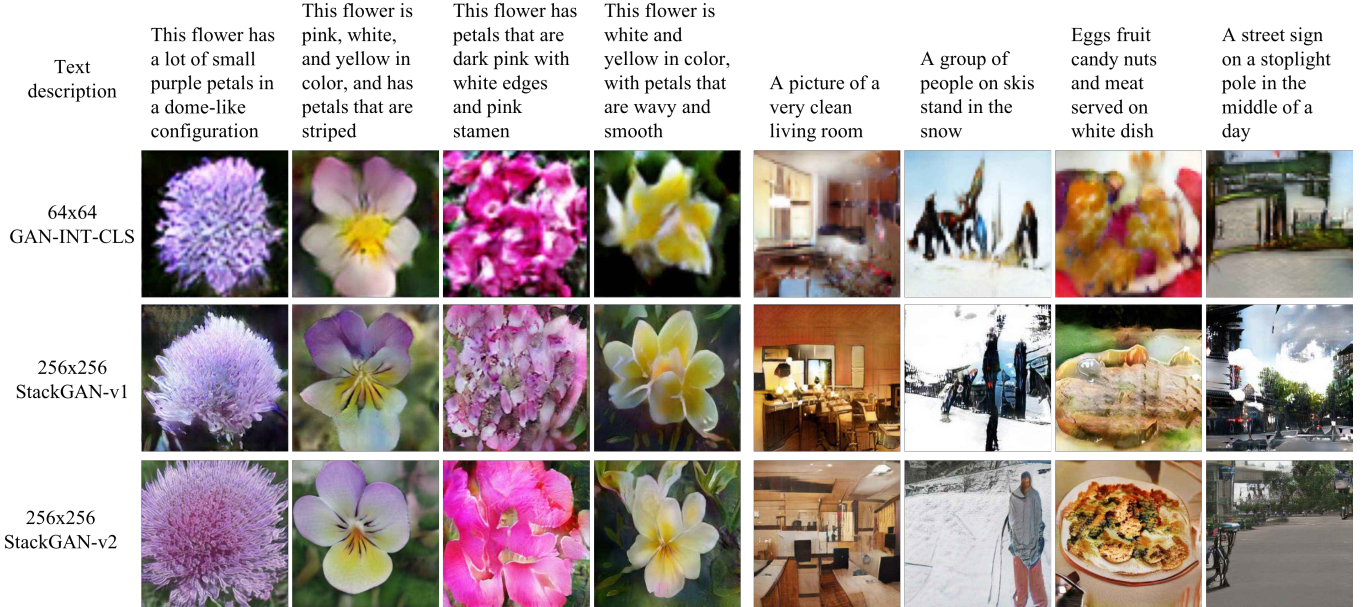 Text
description
This flower has
a lot of small
purple petals in
a dome-like
configuration
This flower is
pink, white,
and yellow in
color, and has
petals that are
striped
This flower has
petals that are
dark pink with
white edges
and pink
stamen
This flower is
white and
yellow in color,
with petals that
are wavy and
smooth
A picture of a
very clean
living room
A group of
people on skis
stand in the
snow
Eggs fruit
candy nuts
and meat
served on
white dish
A street sign
on a stoplight
pole in the
middle of a
day
64x64
GAN-INT-CLS
256x256
StackGAN-v1
256x256
StackGAN-v2